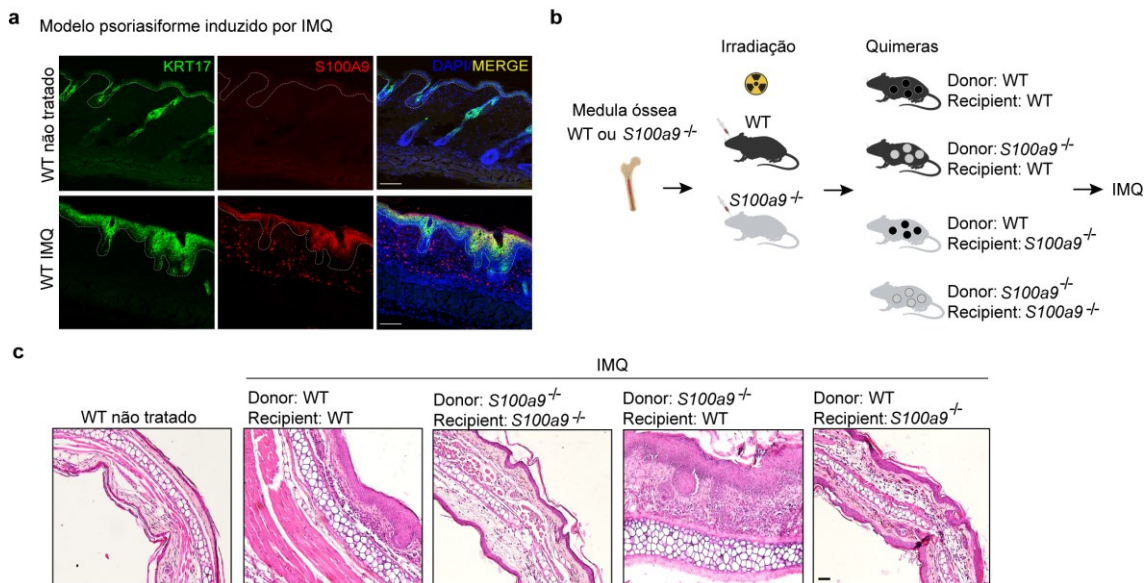 a
Modelo psoriasiforme induzido por IMQ
WT não tratado
KRT17
S100A9
DAPI/MERGE
WT IMQ
b
Irradiação
Quimeras
Medula óssea
WT ou S100a9 -/-
WT
S100a9 -/-
Donor: WT
Recipient: WT
Donor: S100a9 -/-
Recipient: WT
Donor: WT
Recipient: S100a9 -/-
Donor: S100a9 -/-
Recipient: S100a9 -/-
IMQ
c
IMQ
WT não tratado
Donor: WT
Recipient: WT
Donor: S100a9 -/-
Recipient: S100a9 -/-
Donor: S100a9 -/-
Recipient: WT
Donor: WT
Recipient: S100a9 -/-